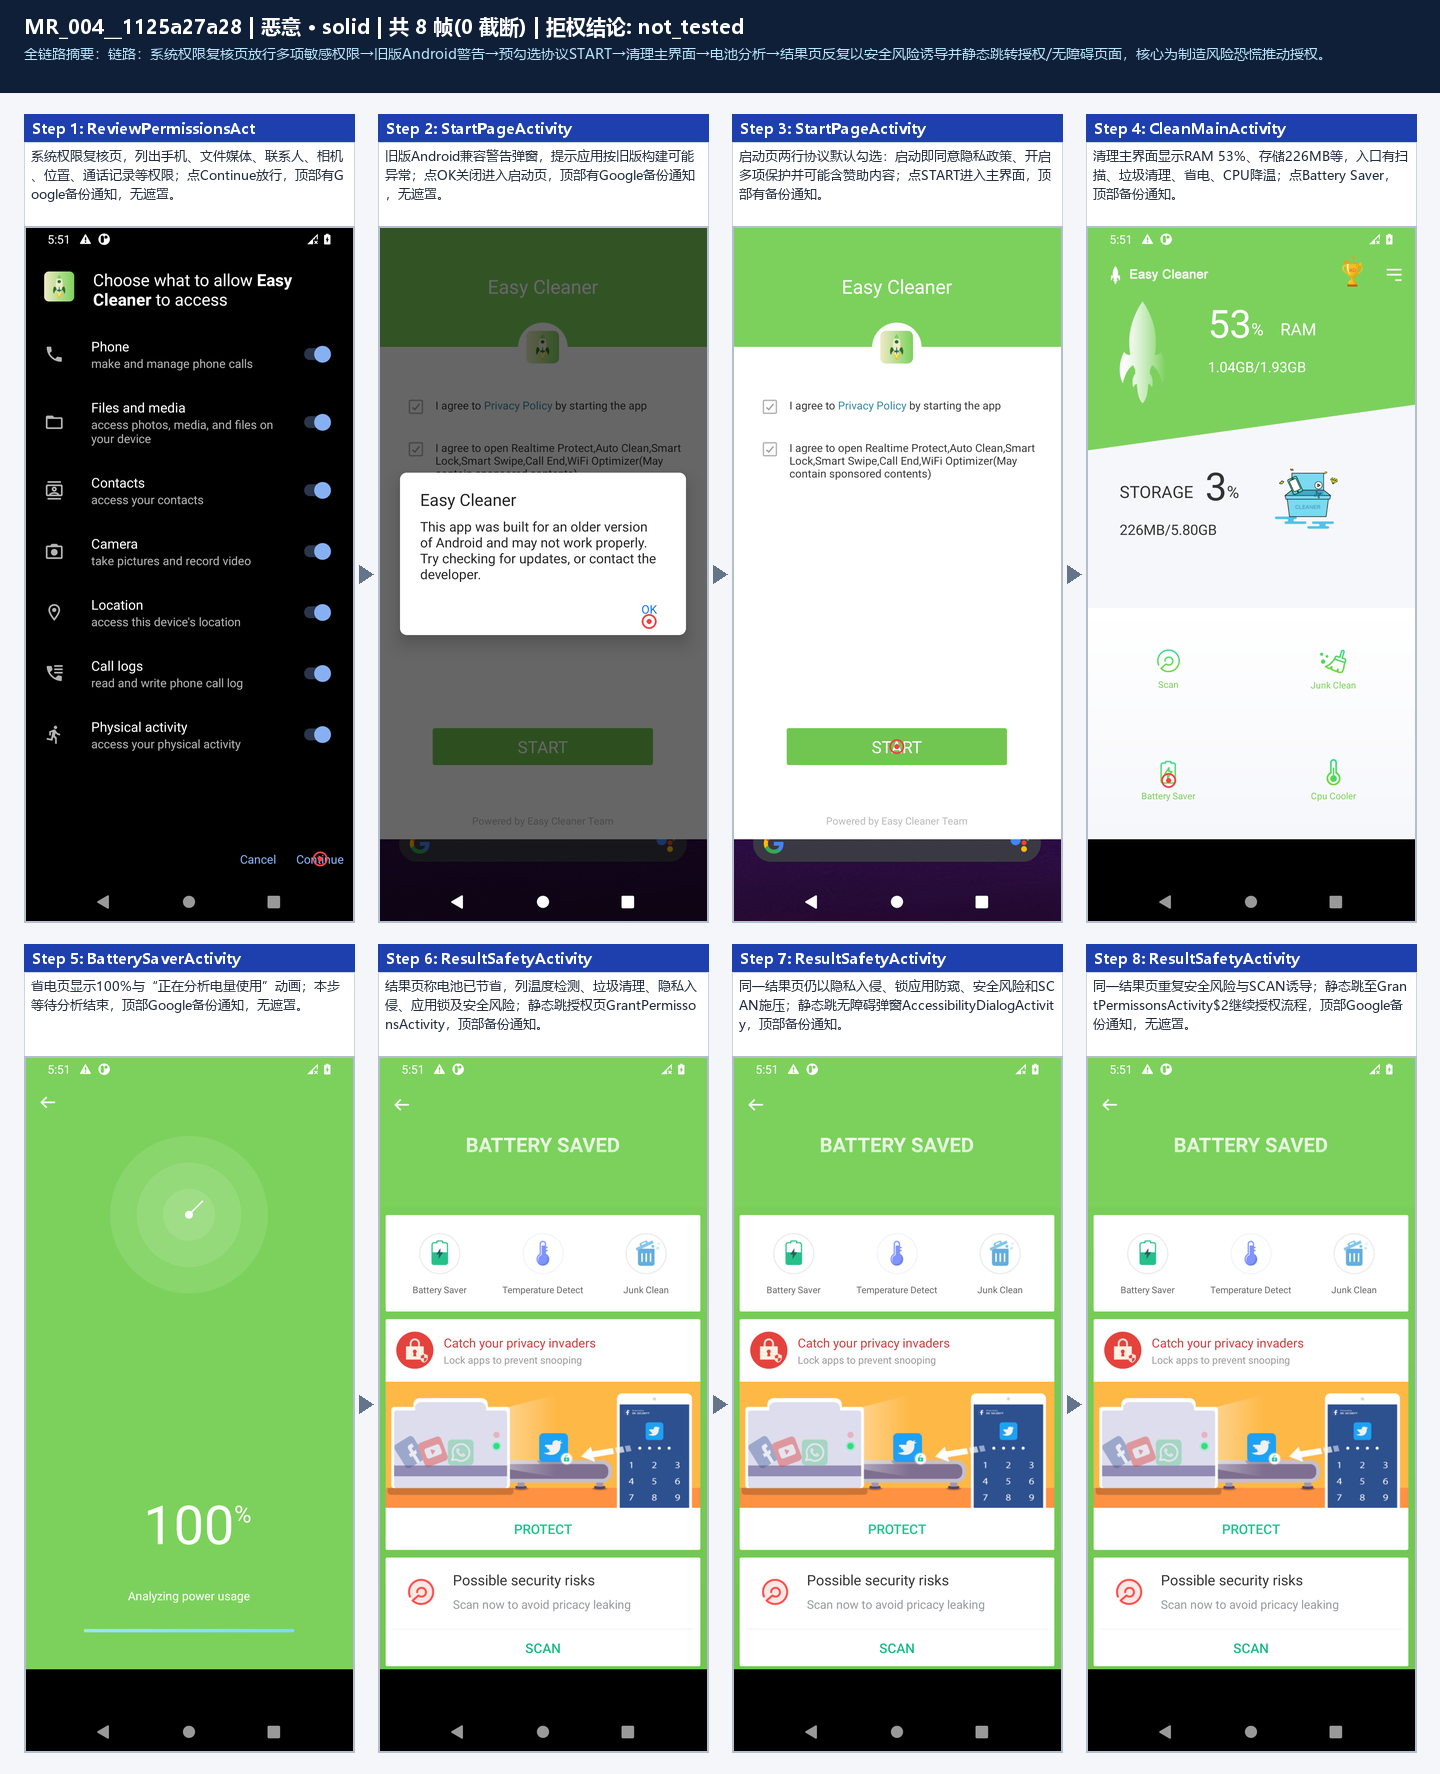 MR_004__1125a27a28 | 恶意 • solid | 共 8 帧(0 截断) | 拒权结论: not_tested
全链路摘要：链路：系统权限复核页放行多项敏感权限→旧版Android警告→预勾选协议START→清理主界面→电池分析→结果页反复以安全风险诱导并静态跳转授权/无障碍页面，核心为制造风险恐慌推动授权。
Step 1: ReviewPermissionsAct
系统权限复核页，列出手机、文件媒体、联系人、相机
、位置、通话记录等权限；点Continue放行，顶部有G
oogle备份通知，无遮罩。
5:51
Choose what to allow Easy
Cleaner to access
Phone
make and manage phone calls
Files and media
access photos, media, and files on
your device
Contacts
access your contacts
Camera
take pictures and record video
Location
access this device's location
Call logs
read and write phone call log
Physical activity
access your physical activity
Cancel Continue
Step 2: StartPageActivity
旧版Android兼容警告弹窗，提示应用按旧版构建可能
异常；点OK关闭进入启动页，顶部有Google备份通知
，无遮罩。
Easy Cleaner
I agree to Privacy Policy by starting the app
I agree to open Realtime Protect,Auto Clean,Smart
Lock,Smart Swipe,Call End,WiFi Optimizer(May
contain sponsored contents)
Easy Cleaner
This app was built for an older version
of Android and may not work properly.
Try checking for updates, or contact the
developer.
OK
START
Powered by Easy Cleaner Team
Step 3: StartPageActivity
启动页两行协议默认勾选：启动即同意隐私政策、开启
多项保护并可能含赞助内容；点START进入主界面，顶
部有备份通知。
Easy Cleaner
I agree to Privacy Policy by starting the app
I agree to open Realtime Protect,Auto Clean,Smart
Lock,Smart Swipe,Call End,WiFi Optimizer(May
contain sponsored contents)
START
Powered by Easy Cleaner Team
Step 4: CleanMainActivity
清理主界面显示RAM 53%、存储226MB等，入口有扫
描、垃圾清理、省电、CPU降温；点Battery Saver，
顶部备份通知。
5:51
Easy Cleaner
53% RAM
1.04GB/1.93GB
STORAGE 3%
226MB/5.80GB
CLEANER
Scan
Junk Clean
Battery Saver
Cpu Cooler
Step 5: BatterySaverActivity
省电页显示100%与“正在分析电量使用”动画；本步
等待分析结束，顶部Google备份通知，无遮罩。
5:51
100%
Analyzing power usage
Step 6: ResultSafetyActivity
结果页称电池已节省，列温度检测、垃圾清理、隐私入
侵、应用锁及安全风险；静态跳授权页GrantPermisso
nsActivity，顶部备份通知。
5:51
BATTERY SAVED
Battery Saver
Temperature Detect
Junk Clean
Catch your privacy invaders
Lock apps to prevent snooping
1 2 3
4 5 6
7 8 9
PROTECT
Possible security risks
Scan now to avoid pricacy leaking
SCAN
Step 7: ResultSafetyActivity
同一结果页仍以隐私入侵、锁应用防窥、安全风险和SC
AN施压；静态跳无障碍弹窗AccessibilityDialogActivit
y，顶部备份通知。
5:51
BATTERY SAVED
Battery Saver
Temperature Detect
Junk Clean
Catch your privacy invaders
Lock apps to prevent snooping
1 2 3
4 5 6
7 8 9
PROTECT
Possible security risks
Scan now to avoid pricacy leaking
SCAN
Step 8: ResultSafetyActivity
同一结果页重复安全风险与SCAN诱导；静态跳至Gran
tPermissonsActivity$2继续授权流程，顶部Google备
份通知，无遮罩。
5:51
BATTERY SAVED
Battery Saver
Temperature Detect
Junk Clean
Catch your privacy invaders
Lock apps to prevent snooping
1 2 3
4 5 6
7 8 9
PROTECT
Possible security risks
Scan now to avoid pricacy leaking
SCAN